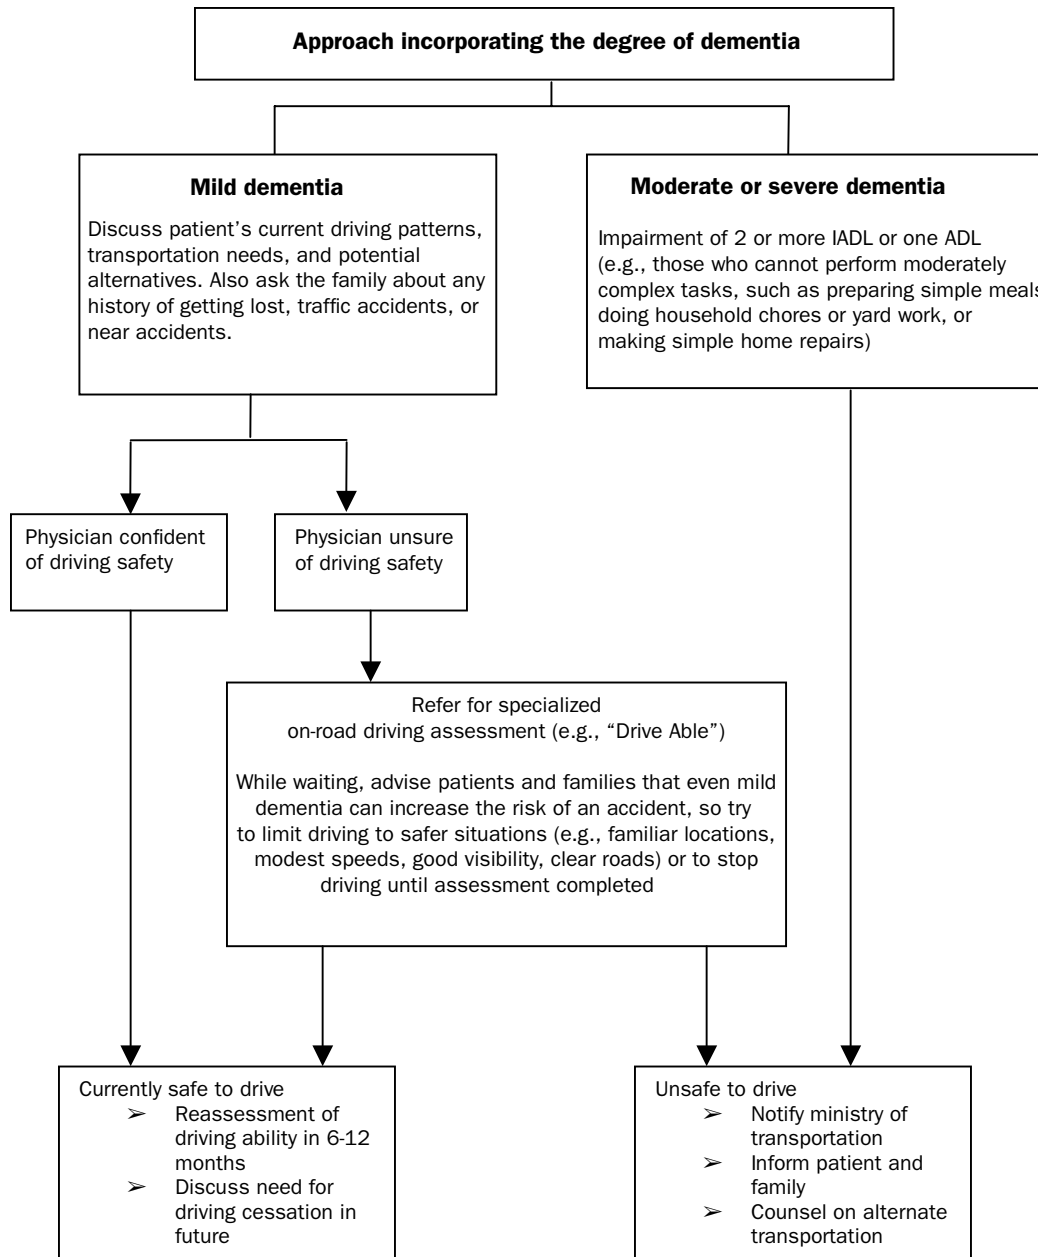 Approach incorporating the degree of dementia
Mild dementia
Discuss patient's current driving patterns,
transportation needs, and potential
alternatives. Also ask the family about any
history of getting lost, traffic accidents, or
near accidents.
Moderate or severe dementia
Impairment of 2 or more IADL or one ADL
(e.g., those who cannot perform moderately
complex tasks, such as preparing simple meals
doing household chores or yard work, or
making simple home repairs)
Physician confident
of driving safety
Physician unsure
of driving safety
Refer for specialized
on-road driving assessment (e.g., “Drive Able”)
While waiting, advise patients and families that even mild
dementia can increase the risk of an accident, so try
to limit driving to safer situations (e.g., familiar locations,
modest speeds, good visibility, clear roads) or to stop
driving until assessment completed
Currently safe to drive
➢ Reassessment of
driving ability in 6-12
months
➢ Discuss need for
driving cessation in
future
Unsafe to drive
➢ Notify ministry of
transportation
➢ Inform patient and
family
➢ Counsel on alternate
transportation